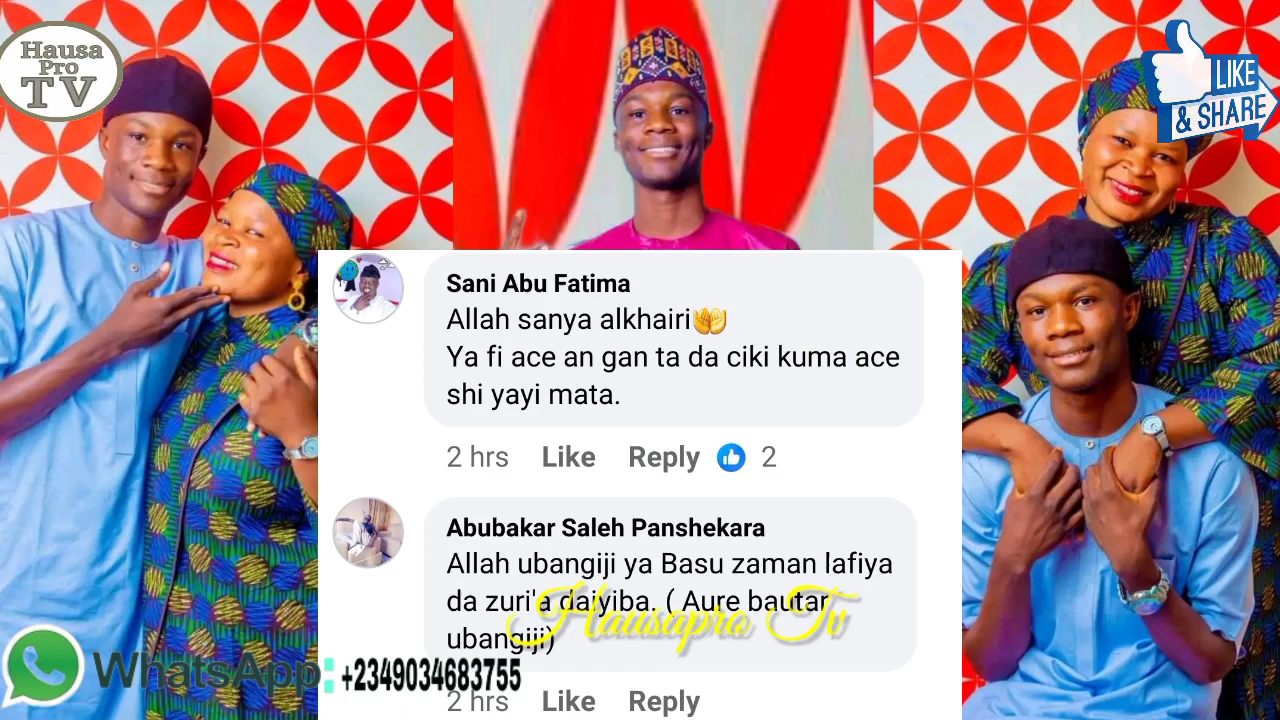 Hausa
Pro
TV
LIKE
& SHARE
Sani Abu Fatima
Allah sanya alkhairi🤲
Ya fi ace an gan ta da ciki kuma ace
shi yayi mata.
2 hrs Like Reply 2
Abubakar Saleh Panshekara
Allah ubangiji ya Basu zaman lafiya
da zuri'a daiyiba. ( Aure bautar
ubangiji)
Hausapro Tv
WhatsApp: +2349034683755
2 hrs Like Reply